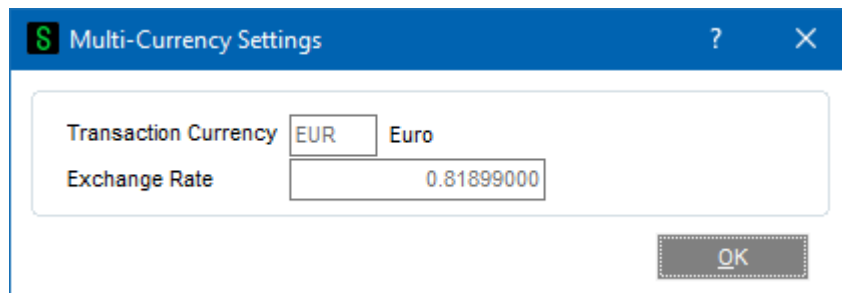 S Multi-Currency Settings ? ×
Transaction Currency EUR Euro
Exchange Rate 0.81899000
OK